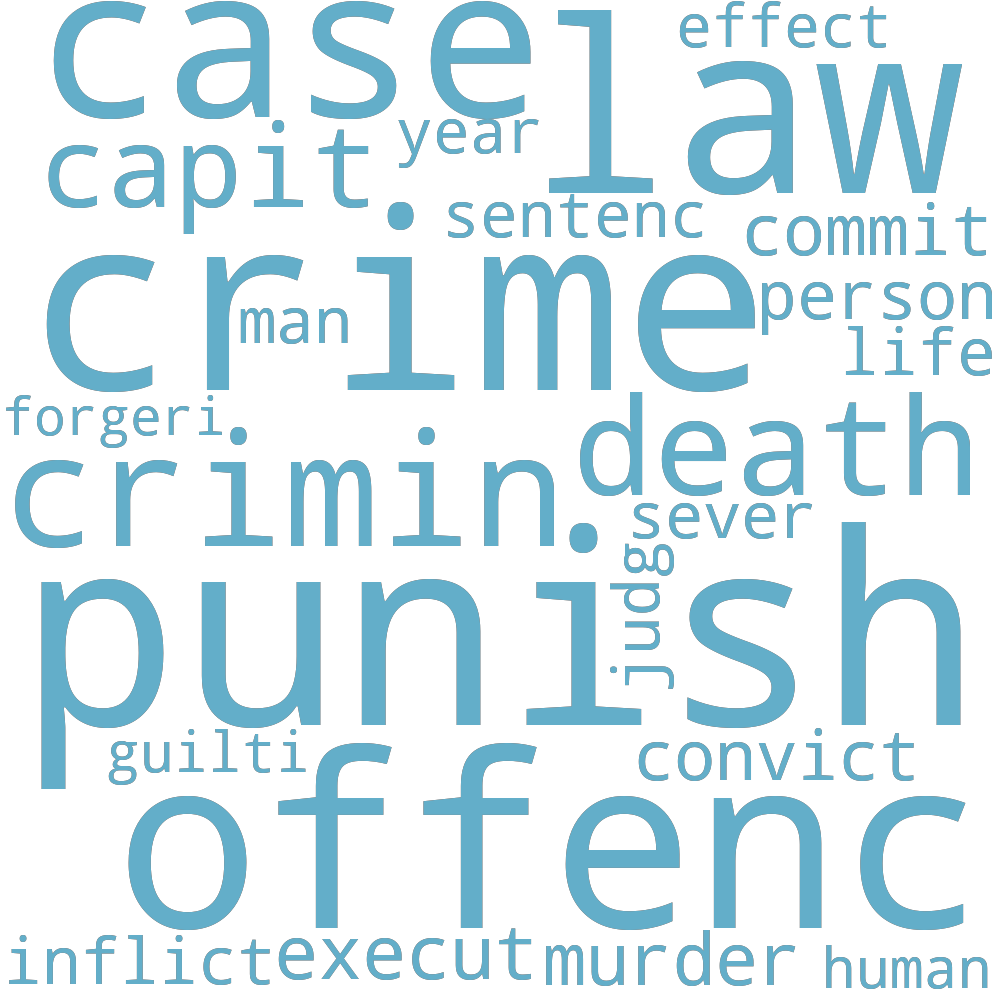 case
effect
law
year
capit
sentenc
commit
crime
person
man
life
forgeri
death
crimin
sever
judg
punish
guilti
convict
offenc
inflict
execut
murder
human